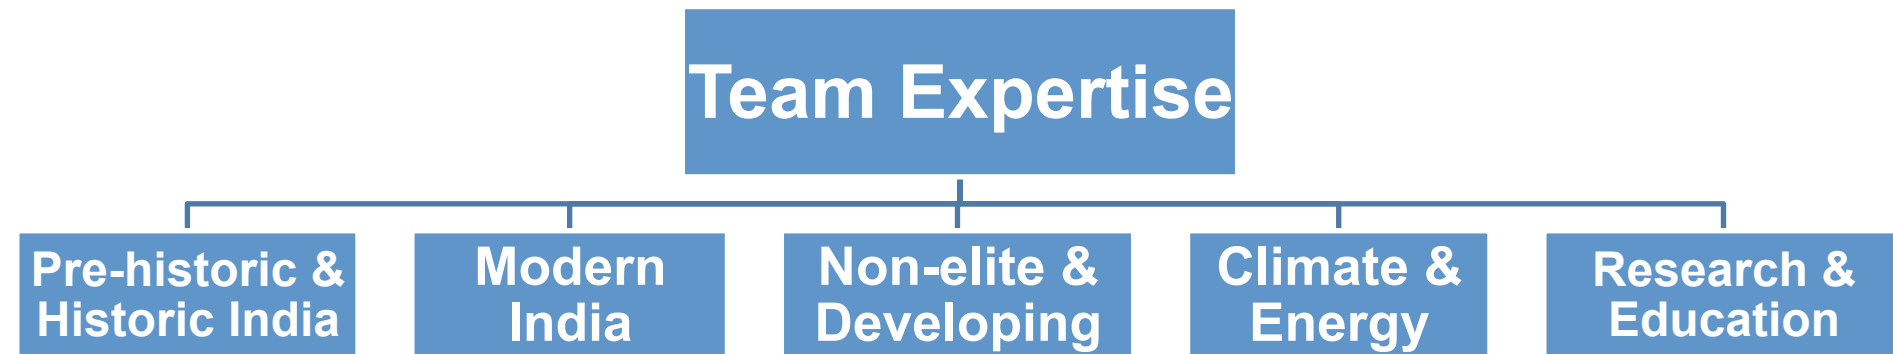 Team Expertise
Pre-historic &
Historic India
Modern
India
Non-elite &
Developing
Climate &
Energy
Research &
Education